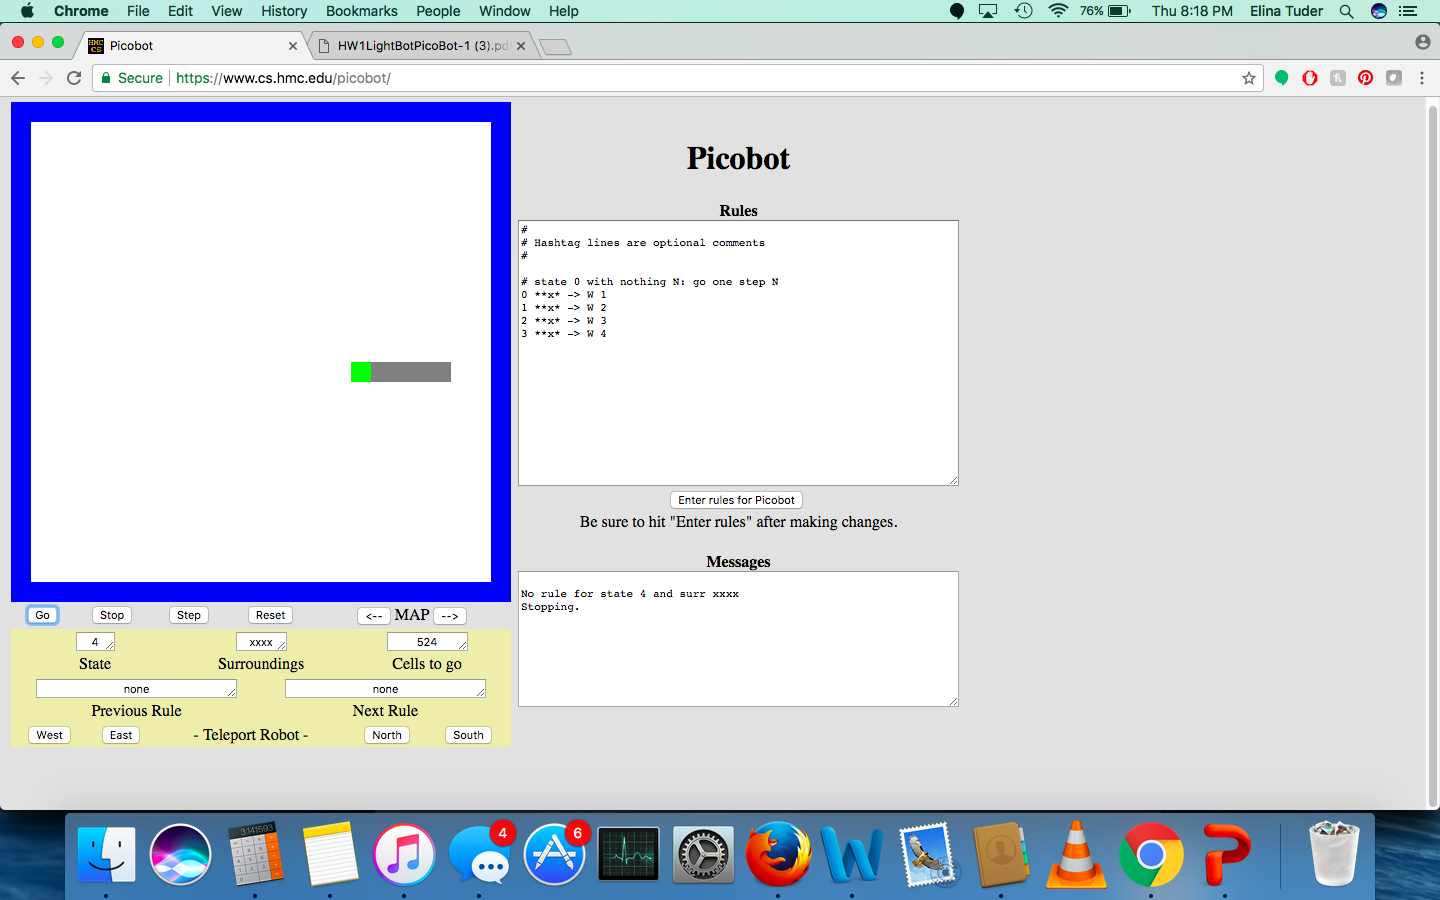 Chrome File Edit View History Bookmarks People Window Help 76% Thu 8:18 PM Elina Tuder
HMC CS Picobot HW1LightBotPicoBot-1 (3).pd
Secure https://www.cs.hmc.edu/picobot/
Picobot
Rules
#
# Hashtag lines are optional comments
#
# state 0 with nothing N: go one step N
0 **x* -> W 1
1 **x* -> W 2
2 **x* -> W 3
3 **x* -> W 4
Enter rules for Picobot
Be sure to hit "Enter rules" after making changes.
Messages
No rule for state 4 and surr xxxx
Stopping.
Go Stop Step Reset <-- MAP -->
4 xxxx 524
State Surroundings Cells to go
none none
Previous Rule Next Rule
West East - Teleport Robot - North South
3.141593 4 6